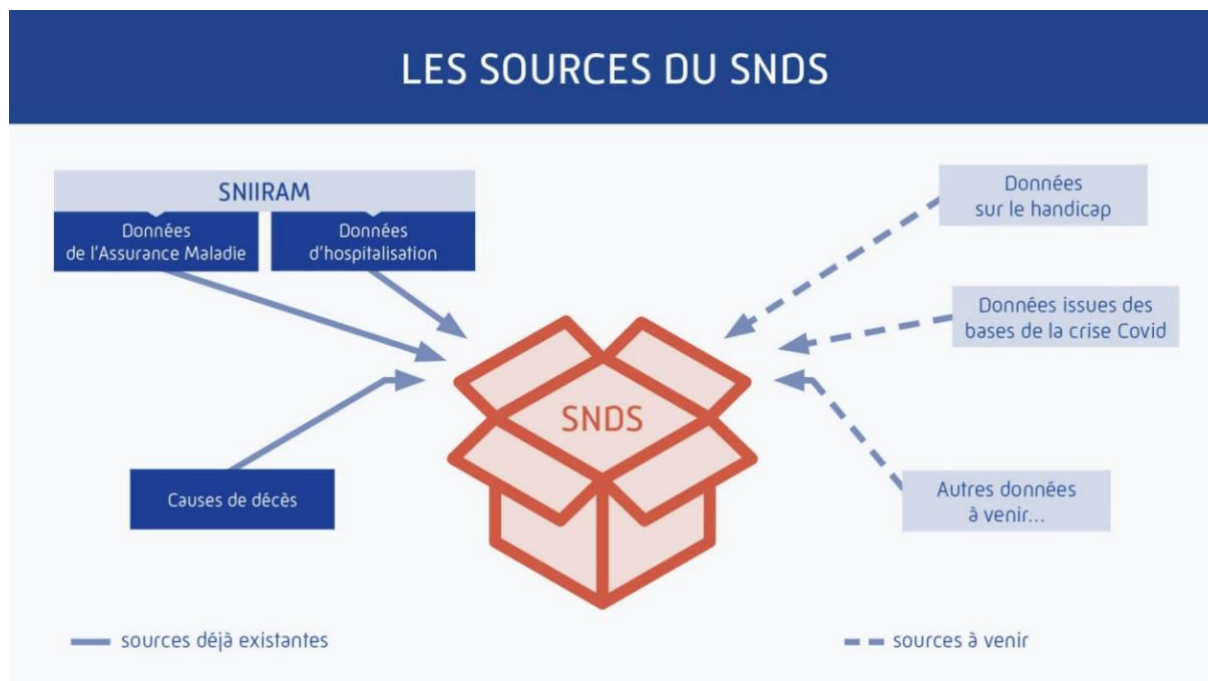 LES SOURCES DU SNDS
SNIIRAM
Données
de l'Assurance Maladie
Données
d'hospitalisation
Causes de décès
SNDS
Données
sur le handicap
Données issues des
bases de la crise Covid
Autres données
à venir...
sources déjà existantes
sources à venir